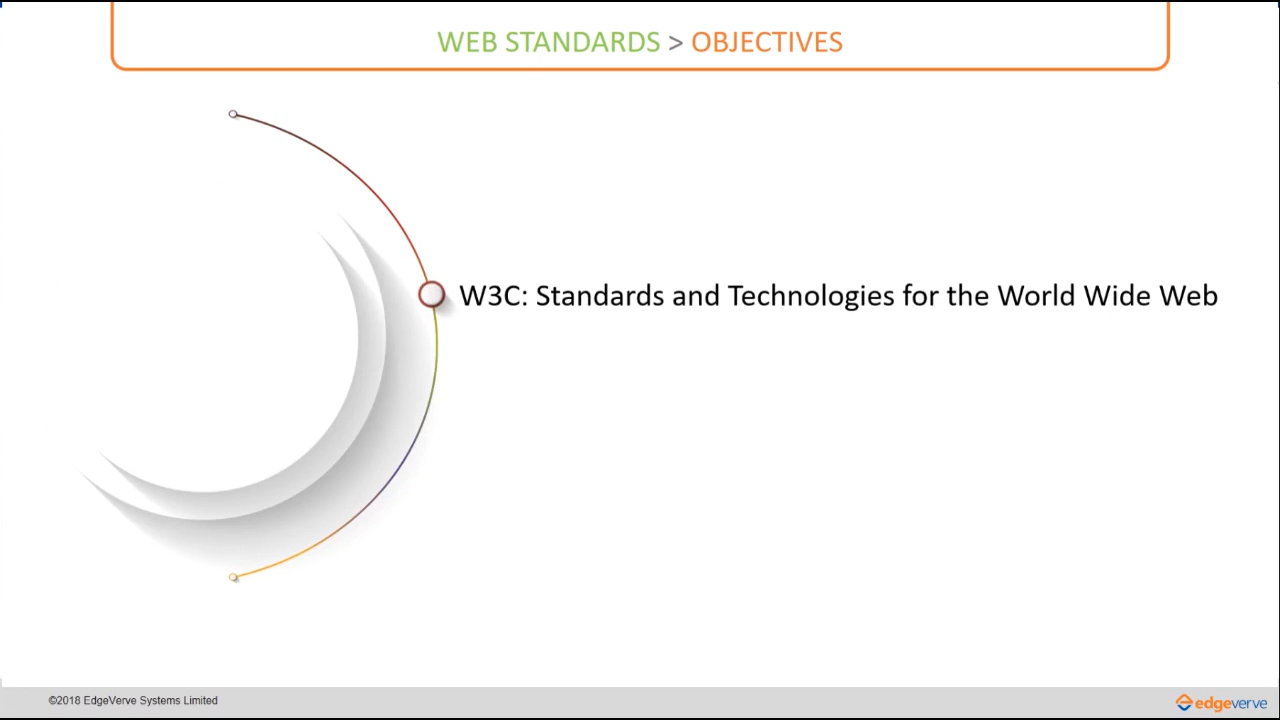 WEB STANDARDS > OBJECTIVES
W3C: Standards and Technologies for the World Wide Web
©2018 EdgeVerve Systems Limited
edgeverve